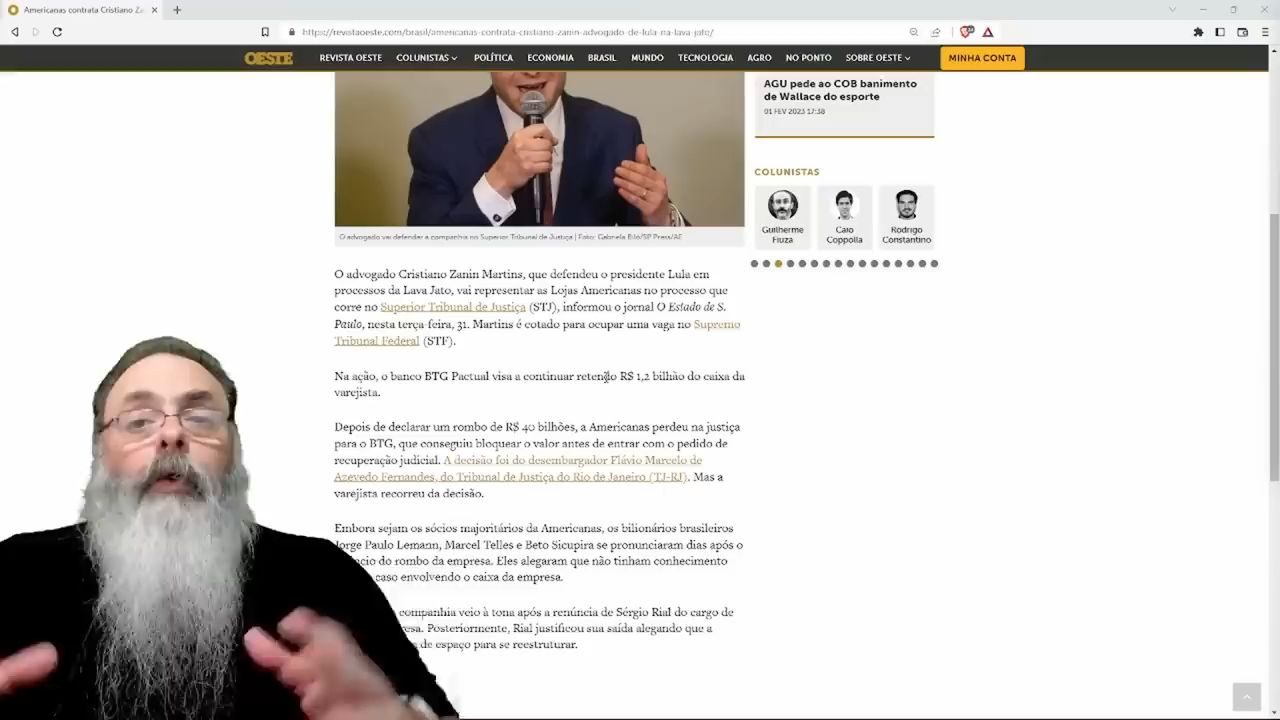 Americanas contrata Cristiano Za
https://revistaoeste.com/brasil/americanas-contrata-cristiano-zanin-advogado-de-lula-na-lava-jato/
OESTE
REVISTA OESTE
COLUNISTAS
POLÍTICA
ECONOMIA
BRASIL
MUNDO
TECNOLOGIA
AGRO
NO PONTO
SOBRE OESTE
MINHA CONTA
AGU pede ao COB banimento
de Wallace do esporte
01 FEV 2023 17:38
COLUNISTAS
Guilherme
Fiuza
Caio
Coppolla
Rodrigo
Constantino
O advogado vai defender a companhia no Superior Tribunal de Justiça | Foto: Gabriela Biló/SP Press/AE
O advogado Cristiano Zanin Martins, que defendeu o presidente Lula em
processos da Lava Jato, vai representar as Lojas Americanas no processo que
corre no Superior Tribunal de Justiça (STJ), informou o jornal O Estado de S.
Paulo, nesta terça-feira, 31. Martins é cotado para ocupar uma vaga no Supremo
Tribunal Federal (STF).
Na ação, o banco BTG Pactual visa a continuar retendo R$ 1,2 bilhão do caixa da
varejista.
Depois de declarar um rombo de R$ 40 bilhões, a Americanas perdeu na justiça
para o BTG, que conseguiu bloquear o valor antes de entrar com o pedido de
recuperação judicial. A decisão foi do desembargador Flávio Marcelo de
Azevedo Fernandes, do Tribunal de Justiça do Rio de Janeiro (TJ-RJ). Mas a
varejista recorreu da decisão.
Embora sejam os sócios majoritários da Americanas, os bilionários brasileiros
Jorge Paulo Lemann, Marcel Telles e Beto Sicupira se pronunciaram dias após o
do rombo da empresa. Eles alegaram que não tinham conhecimento
caso envolvendo o caixa da empresa.
companhia veio à tona após a renúncia de Sérgio Rial do cargo de
Posteriormente, Rial justificou sua saída alegando que a
de espaço para se reestruturar.